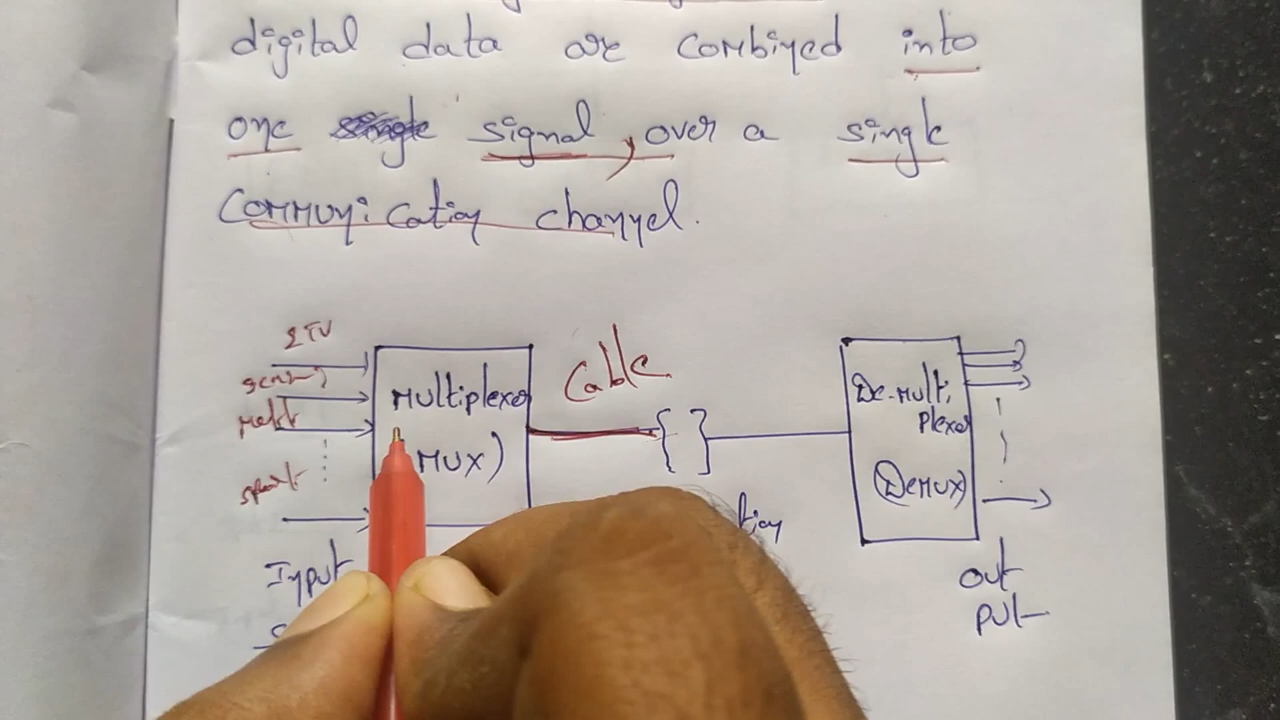 digital data are combined into
one single signal, over a single
Communication channel.
Cable
Multiplexer
MUX)
De-multi
plexer
(DeMUX)
Input
out
put